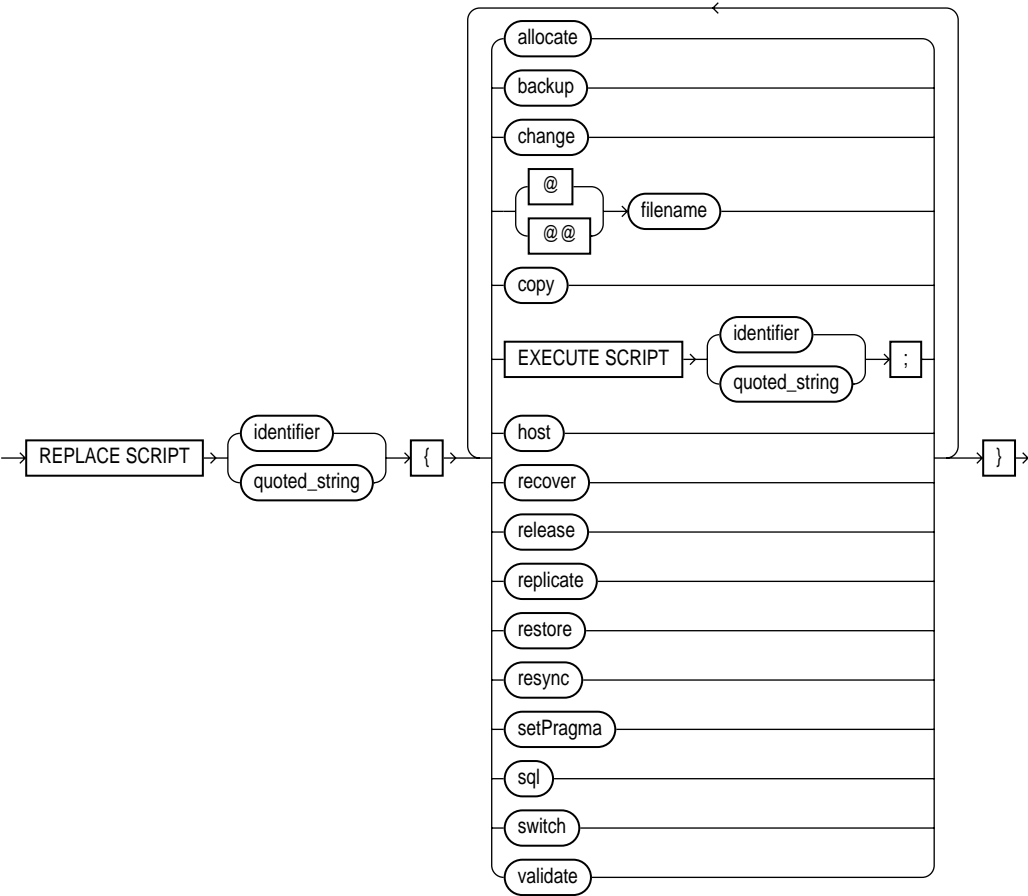 allocate
backup
change
@
filename
@@
copy
identifier
EXECUTE SCRIPT
;
quoted_string
host
identifier
REPLACE SCRIPT
{
}
quoted_string
recover
release
replicate
restore
resync
setPragma
sql
switch
validate